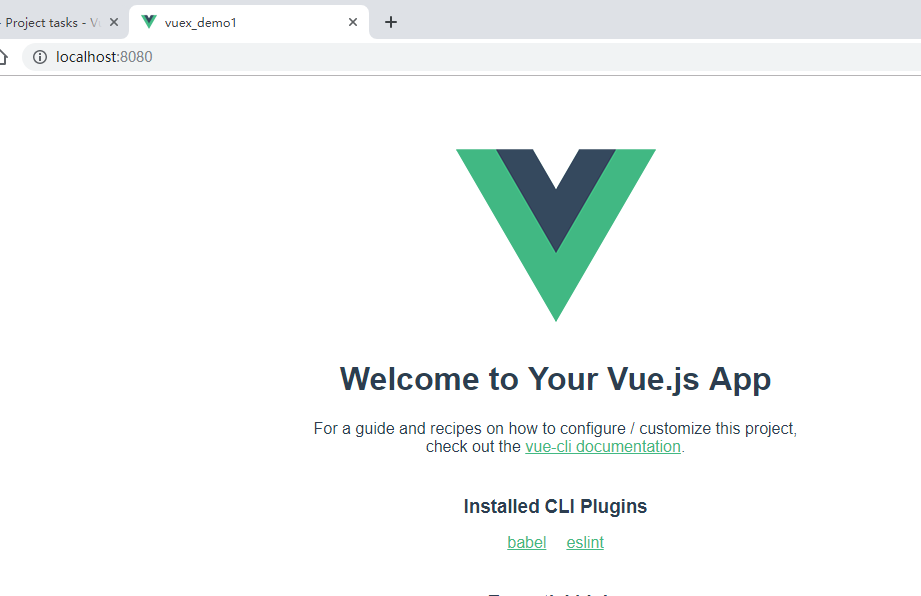 - Project tasks - Vu
vuex_demo1
localhost:8080
Welcome to Your Vue.js App
For a guide and recipes on how to configure / customize this project,
check out the vue-cli documentation.
Installed CLI Plugins
babel eslint